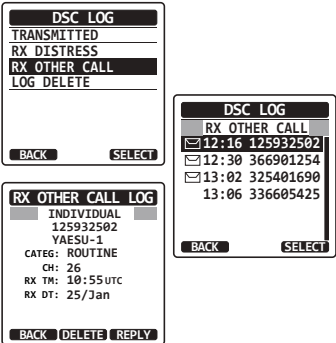 DSC LOG
TRANSMITTED
RX DISTRESS
RX OTHER CALL
LOG DELETE
BACK SELECT
DSC LOG
RX OTHER CALL
12:16 125932502
12:30 366901254
13:02 325401690
13:06 336605425
BACK SELECT
RX OTHER CALL LOG
INDIVIDUAL
125932502
YAESU-1
CATEG: ROUTINE
CH: 26
RX TM: 10:55 UTC
RX DT: 25/Jan
BACK DELETE REPLY